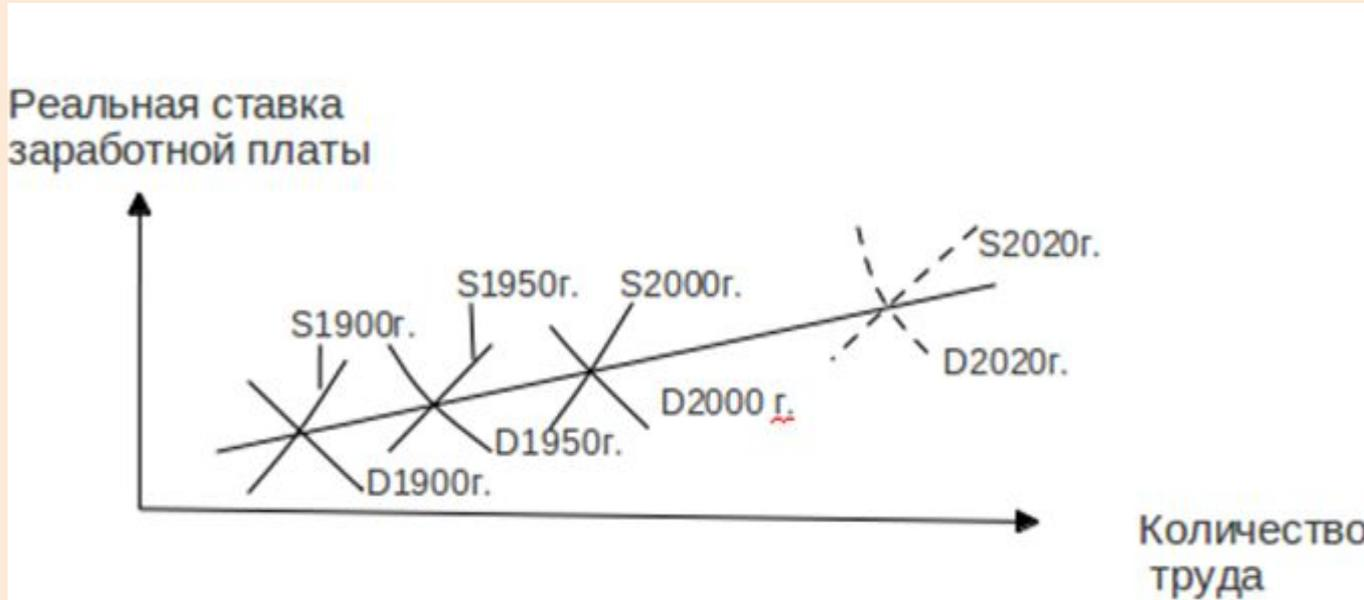 Реальная ставка
заработной платы
S1900г.
S1950г.
S2000г.
S2020г.
D1900г.
D1950г.
D2000 г.
D2020г.
Количество
труда